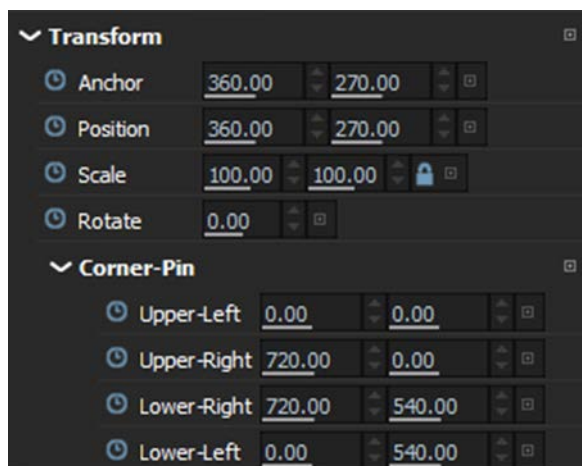 Transform
Anchor 360.00 270.00
Position 360.00 270.00
Scale 100.00 100.00
Rotate 0.00
Corner-Pin
Upper-Left 0.00 0.00
Upper-Right 720.00 0.00
Lower-Right 720.00 540.00
Lower-Left 0.00 540.00